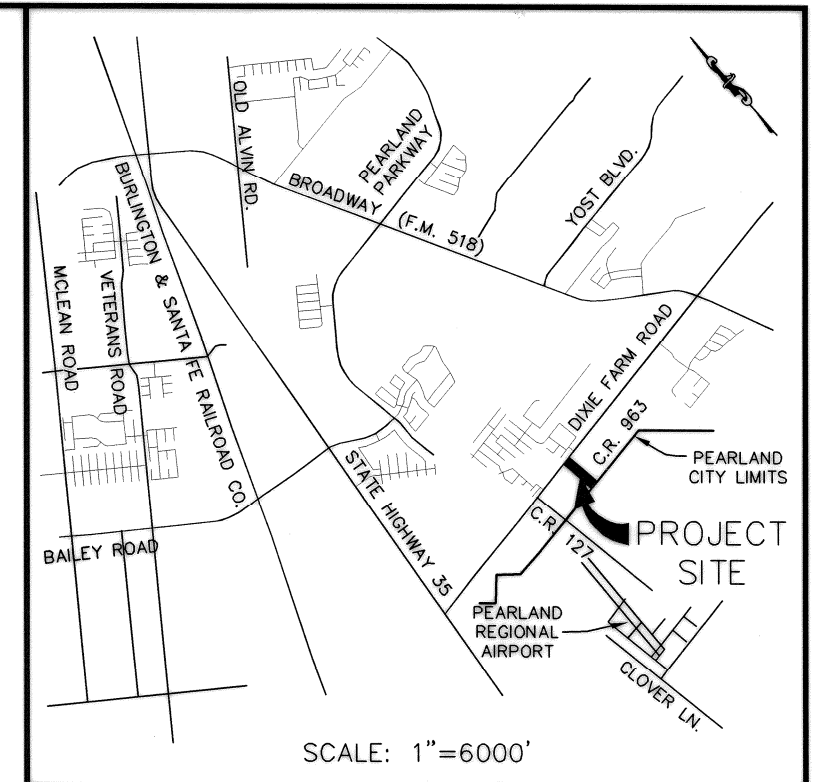 OLD
ALVIN
RD.
PEARLAND
PARKWAY
BROADWAY
(F.M. 518)
YOST BLVD.
BURLINGTON & SANTA FE RAILROAD CO.
MCLEAN ROAD
VETERANS ROAD
DIXIE FARM ROAD
C.R. 963
PEARLAND
CITY LIMITS
STATE HIGHWAY 35
C.R. 127
PROJECT
SITE
BAILEY ROAD
PEARLAND
REGIONAL
AIRPORT
CLOVER LN.
SCALE: 1"=6000'